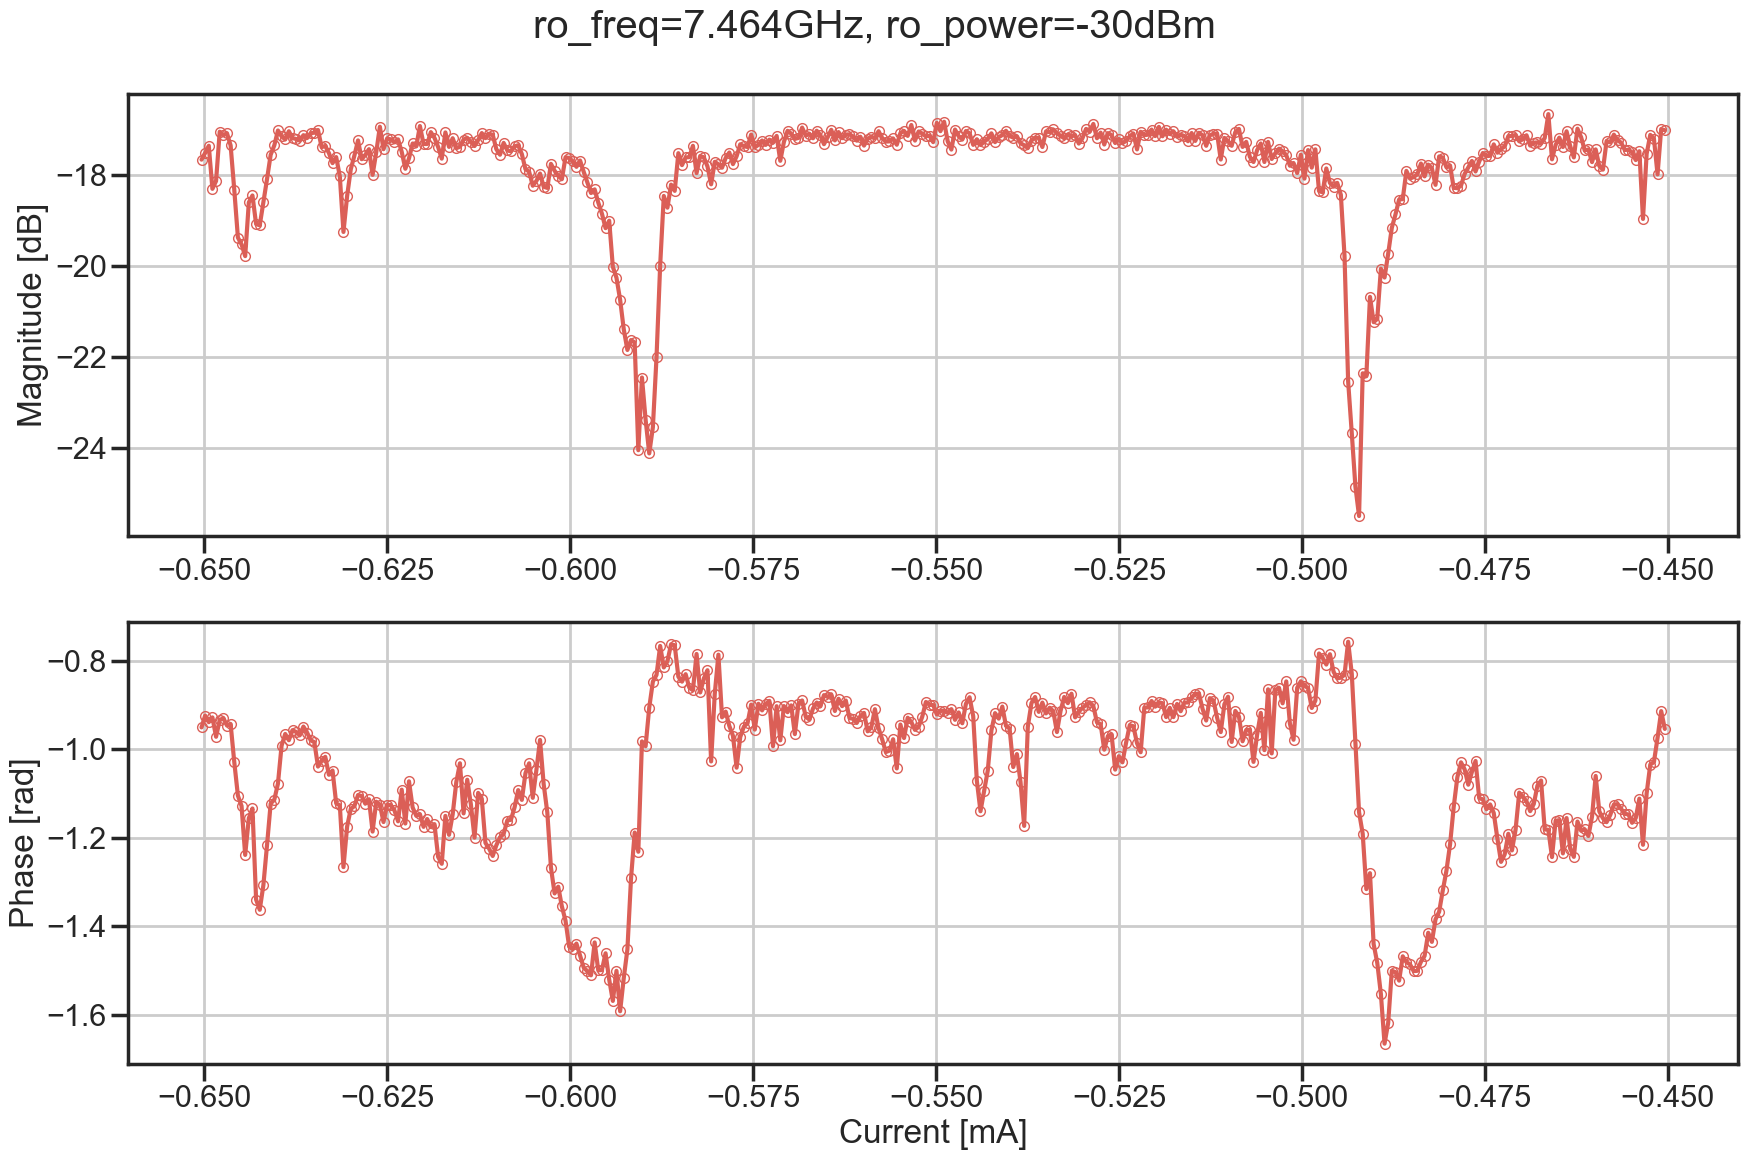 ro_freq=7.464GHz, ro_power=-30dBm
Magnitude [dB]
−18
−20
−22
−24
−0.650 −0.625 −0.600 −0.575 −0.550 −0.525 −0.500 −0.475 −0.450
Phase [rad]
−0.8
−1.0
−1.2
−1.4
−1.6
−0.650 −0.625 −0.600 −0.575 −0.550 −0.525 −0.500 −0.475 −0.450
Current [mA]